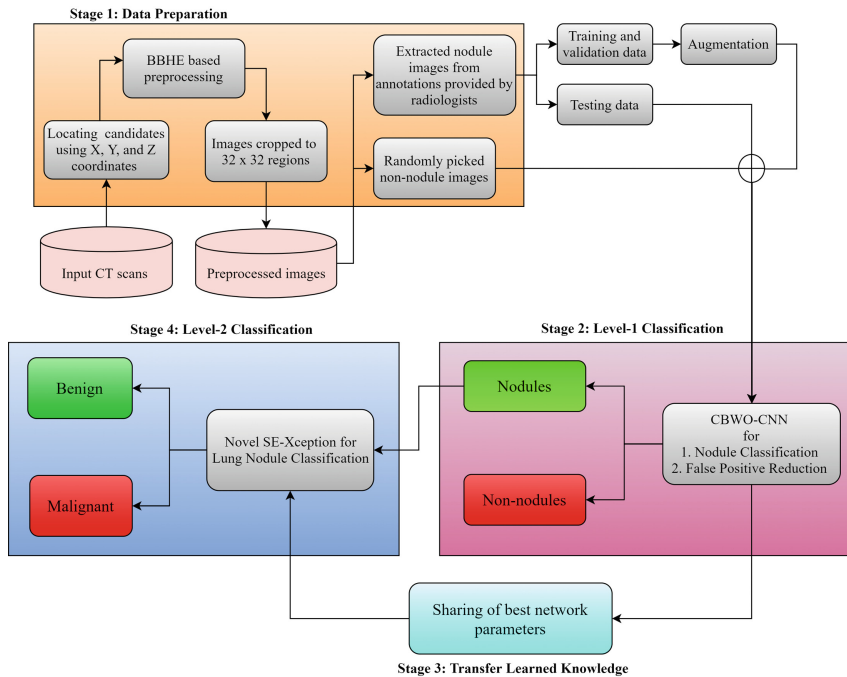 Stage 1: Data Preparation
BBHE based
preprocessing
Locating candidates
using X, Y, and Z
coordinates
Images cropped to
32 x 32 regions
Extracted nodule
images from
annotations provided by
radiologists
Randomly picked
non-nodule images
Training and
validation data
Augmentation
Testing data
Input CT scans
Preprocessed images
Stage 2: Level-1 Classification
Nodules
Non-nodules
CBWO-CNN
for
1. Nodule Classification
2. False Positive Reduction
Stage 4: Level-2 Classification
Benign
Malignant
Novel SE-Xception for
Lung Nodule Classification
Sharing of best network
parameters
Stage 3: Transfer Learned Knowledge